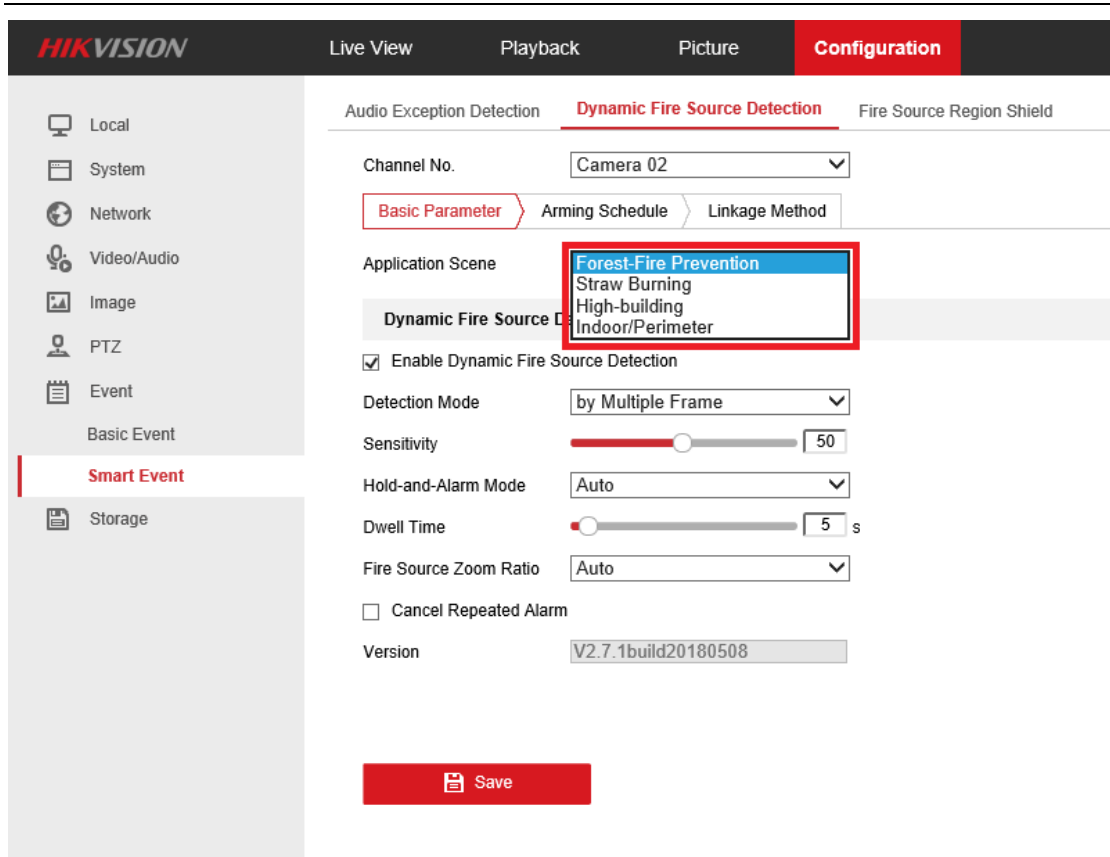 HIKVISION Live View Playback Picture Configuration
Local
System
Network
Video/Audio
Image
PTZ
Event
Basic Event
Smart Event
Storage
Audio Exception Detection Dynamic Fire Source Detection Fire Source Region Shield
Channel No. Camera 02
Basic Parameter Arming Schedule Linkage Method
Application Scene Forest-Fire Prevention
Straw Burning
High-building
Indoor/Perimeter
Dynamic Fire Source
Enable Dynamic Fire Source Detection
Detection Mode by Multiple Frame
Sensitivity 50
Hold-and-Alarm Mode Auto
Dwell Time 5 s
Fire Source Zoom Ratio Auto
Cancel Repeated Alarm
Version V2.7.1build20180508
Save